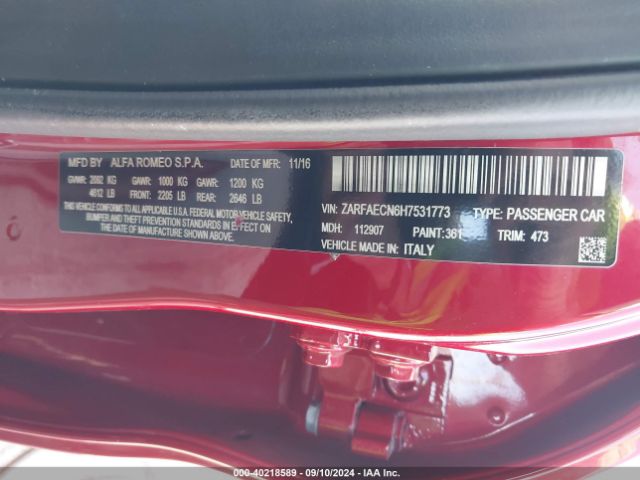 MFD BY ALFA ROMEO S.P.A. DATE OF MFR: 11/16
GVWR: 2092 KG GAWR: 1000 KG GAWR: 1200 KG
4612 LB FRONT: 2205 LB REAR: 2646 LB
THIS VEHICLE CONFORMS TO ALL APPLICABLE U.S.A. FEDERAL MOTOR VEHICLE SAFETY,
BUMPER AND THEFT PREVENTION STANDARDS IN EFFECT ON
THE DATE OF MANUFACTURE SHOWN ABOVE.
VIN: ZARFAECN6H7531773 TYPE: PASSENGER CAR
MDH: 112907 PAINT: 361 TRIM: 473
VEHICLE MADE IN: ITALY
000-40218589 - 09/10/2024 - IAA Inc.